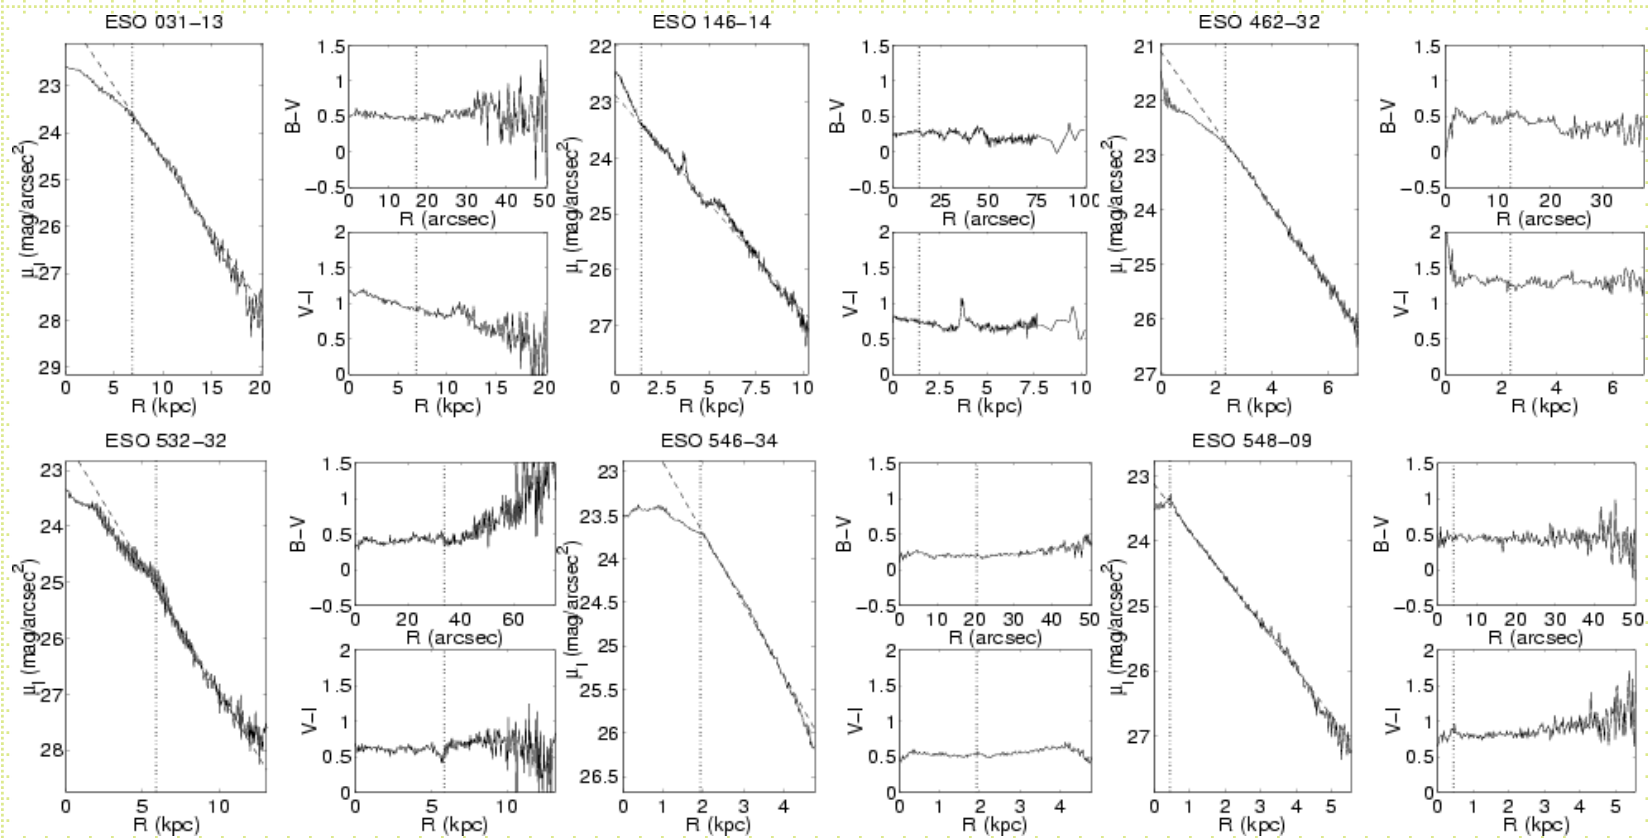 ESO 031−13
μI (mag/arcsec2)
23
24
25
26
27
28
29
0 5 10 15 20
R (kpc)
B−V
1.5
1
0.5
0
−0.5
0 10 20 30 40 50
R (arcsec)
V−I
2
1.5
1
0.5
0
5 10 15 20
R (kpc)
ESO 146−14
μI (mag/arcsec2)
22
23
24
25
26
27
0 2.5 5 7.5 10
R (kpc)
B−V
1.5
1
0.5
0
−0.5
0 25 50 75 100
R (arcsec)
V−I
2
1.5
1
0.5
0
2.5 5 7.5 10
R (kpc)
ESO 462−32
μI (mag/arcsec2)
21
22
23
24
25
26
27
0 2 4 6
R (kpc)
B−V
1.5
1
0.5
0
−0.5
0 10 20 30
R (arcsec)
V−I
2
1.5
1
0.5
0
2 4 6
R (kpc)
ESO 532−32
μI (mag/arcsec2)
23
24
25
26
27
28
0 5 10
R (kpc)
B−V
1.5
1
0.5
0
−0.5
0 20 40 60
R (arcsec)
V−I
2
1.5
1
0.5
0
5 10
R (kpc)
ESO 546−34
μI (mag/arcsec2)
23
23.5
24
24.5
25
25.5
26
26.5
0 1 2 3 4
R (kpc)
B−V
1.5
1
0.5
0
−0.5
0 10 20 30 40 50
R (arcsec)
V−I
2
1.5
1
0.5
0
0 1 2 3 4
R (kpc)
ESO 548−09
μI (mag/arcsec2)
23
24
25
26
27
0 1 2 3 4 5
R (kpc)
B−V
1.5
1
0.5
0
−0.5
0 10 20 30 40 50
R (arcsec)
V−I
2
1.5
1
0.5
0
0 1 2 3 4 5
R (kpc)